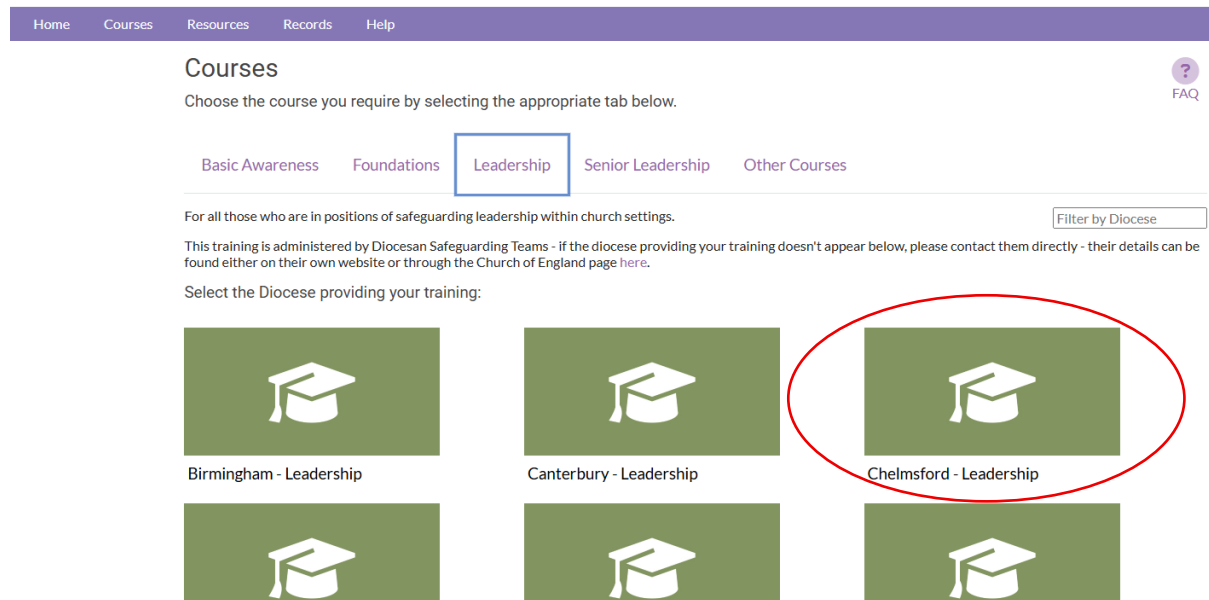 Home Courses Resources Records Help
Courses
?
FAQ
Choose the course you require by selecting the appropriate tab below.
Basic Awareness Foundations Leadership Senior Leadership Other Courses
For all those who are in positions of safeguarding leadership within church settings.
Filter by Diocese
This training is administered by Diocesan Safeguarding Teams - if the diocese providing your training doesn't appear below, please contact them directly - their details can be
found either on their own website or through the Church of England page here.
Select the Diocese providing your training:
Birmingham - Leadership Canterbury - Leadership Chelmsford - Leadership